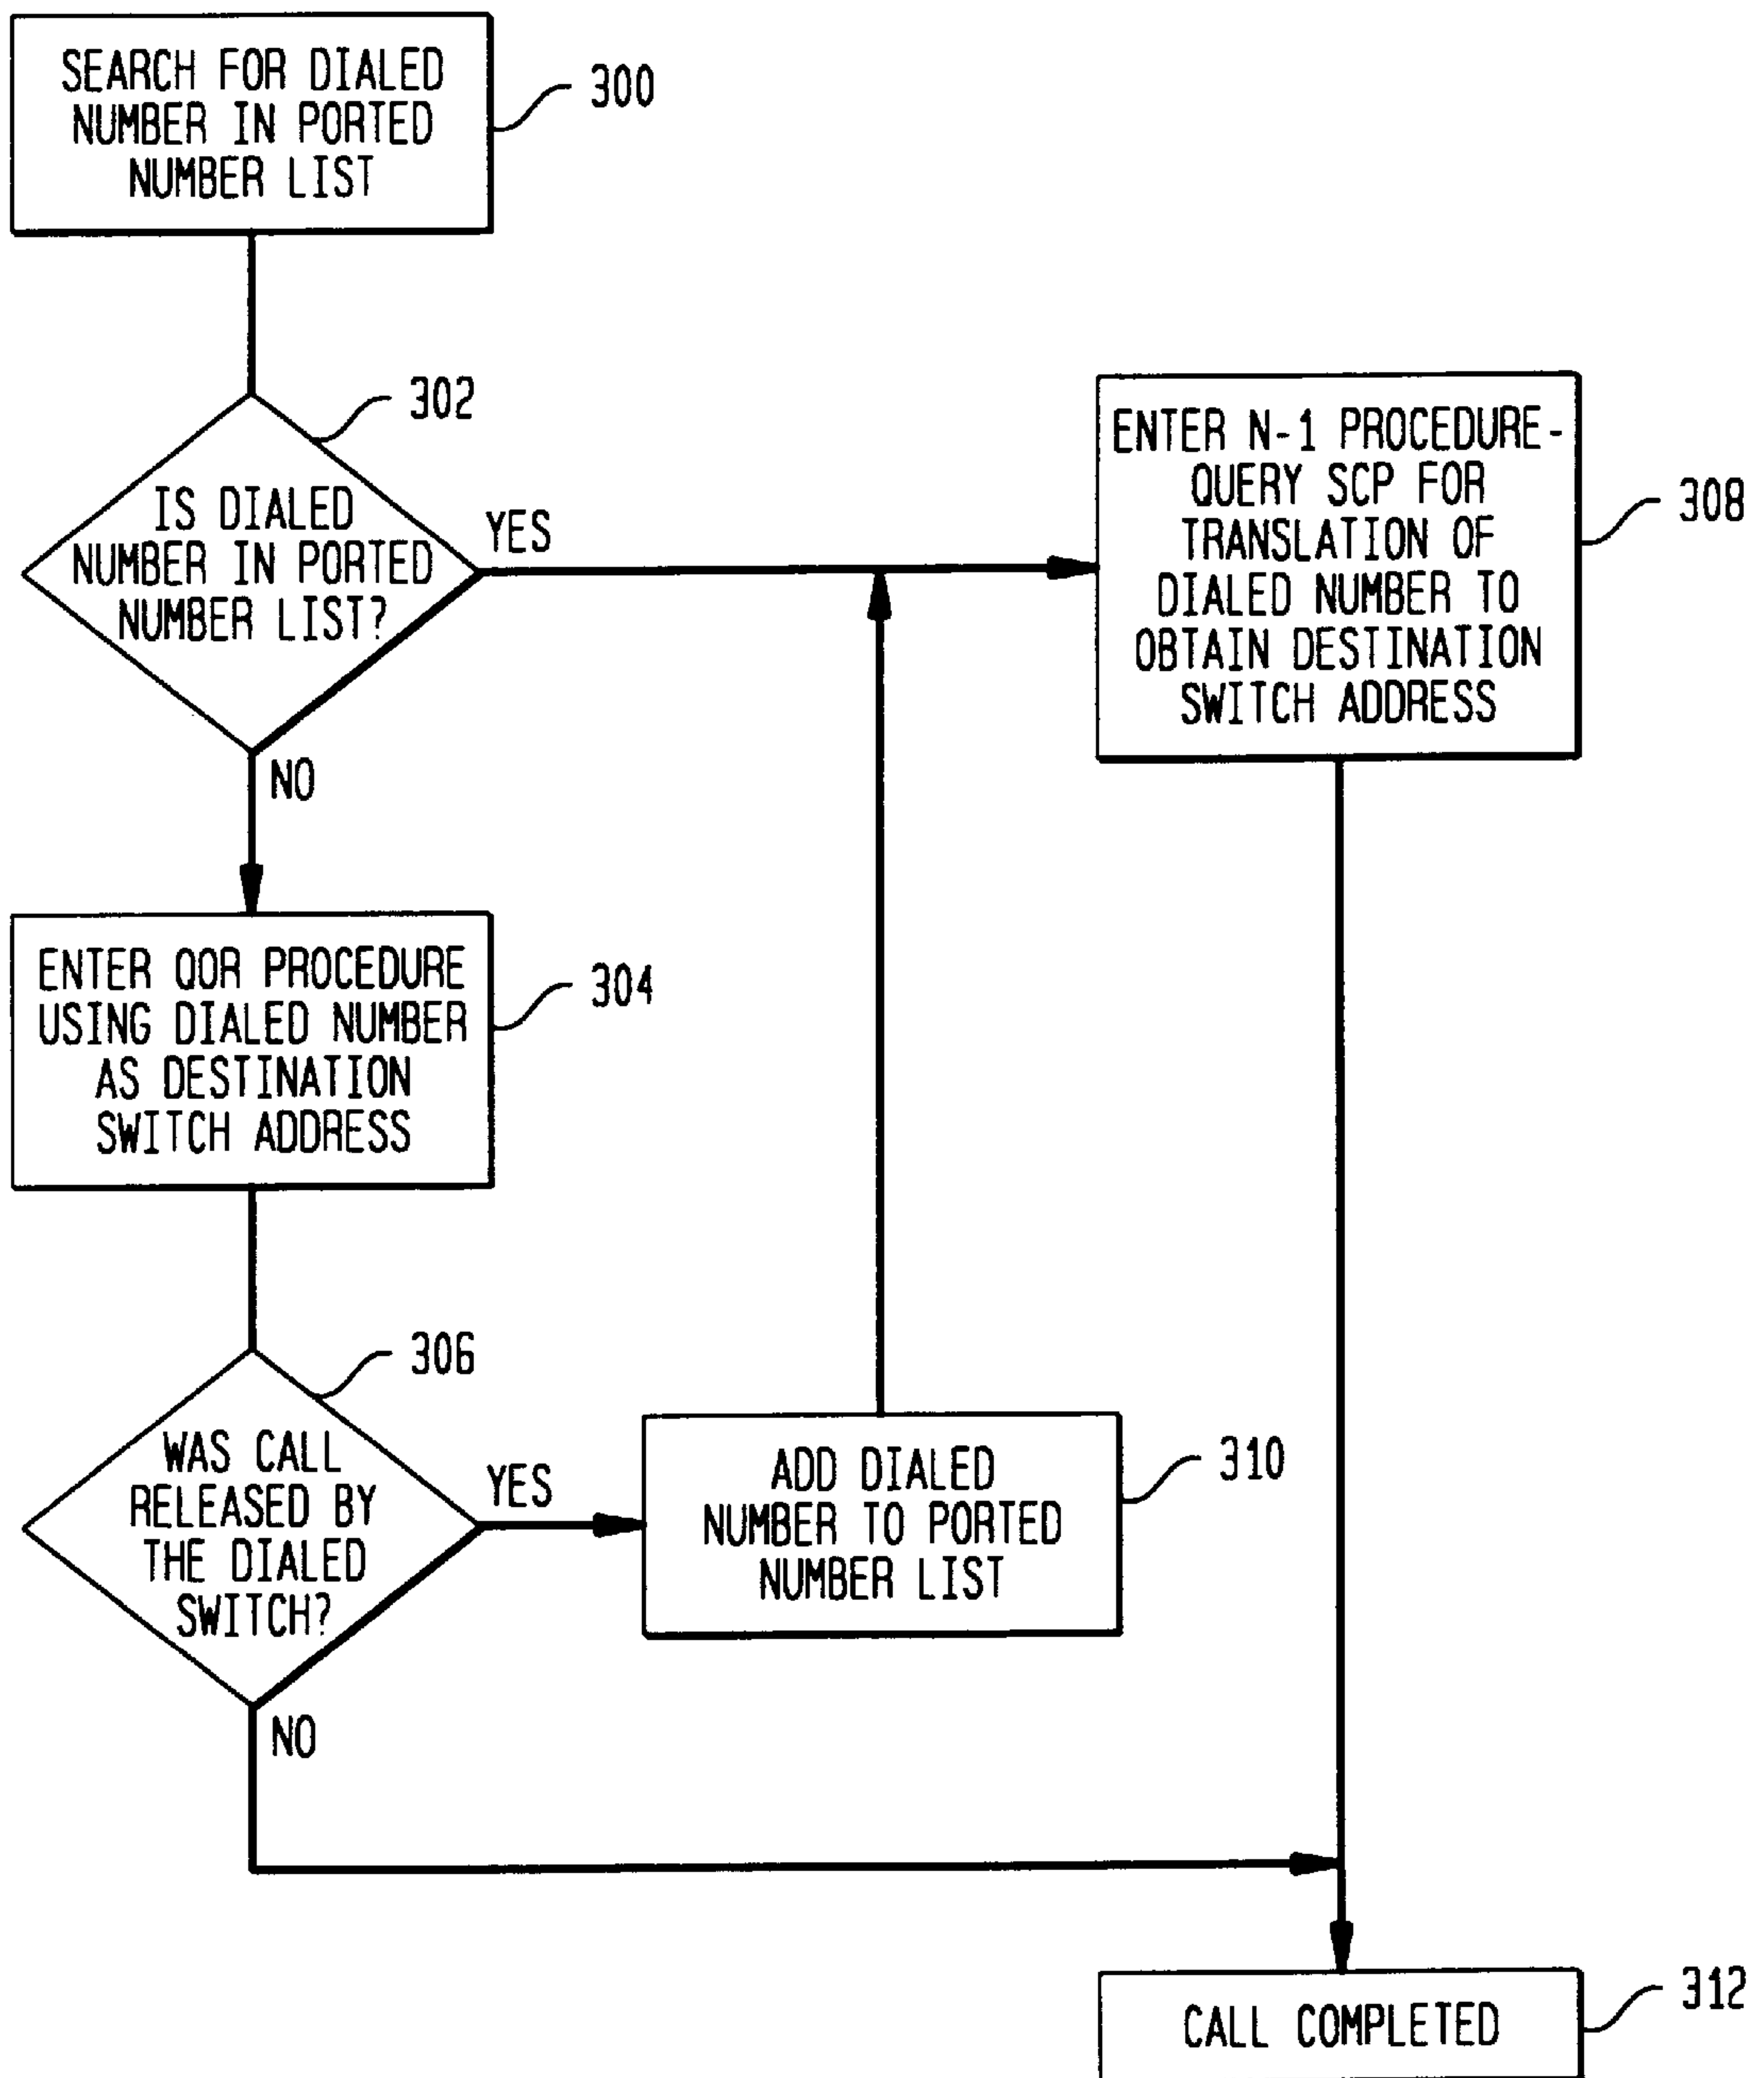 SEARCH FOR DIALED
NUMBER IN PORTED
NUMBER LIST
300
302
IS DIALED
NUMBER IN PORTED
NUMBER LIST?
YES
NO
ENTER N-1 PROCEDURE-
QUERY SCP FOR
TRANSLATION OF
DIALED NUMBER TO
OBTAIN DESTINATION
SWITCH ADDRESS
308
ENTER QOR PROCEDURE
USING DIALED NUMBER
AS DESTINATION
SWITCH ADDRESS
304
306
WAS CALL
RELEASED BY
THE DIALED
SWITCH?
YES
NO
ADD DIALED
NUMBER TO PORTED
NUMBER LIST
310
CALL COMPLETED
312